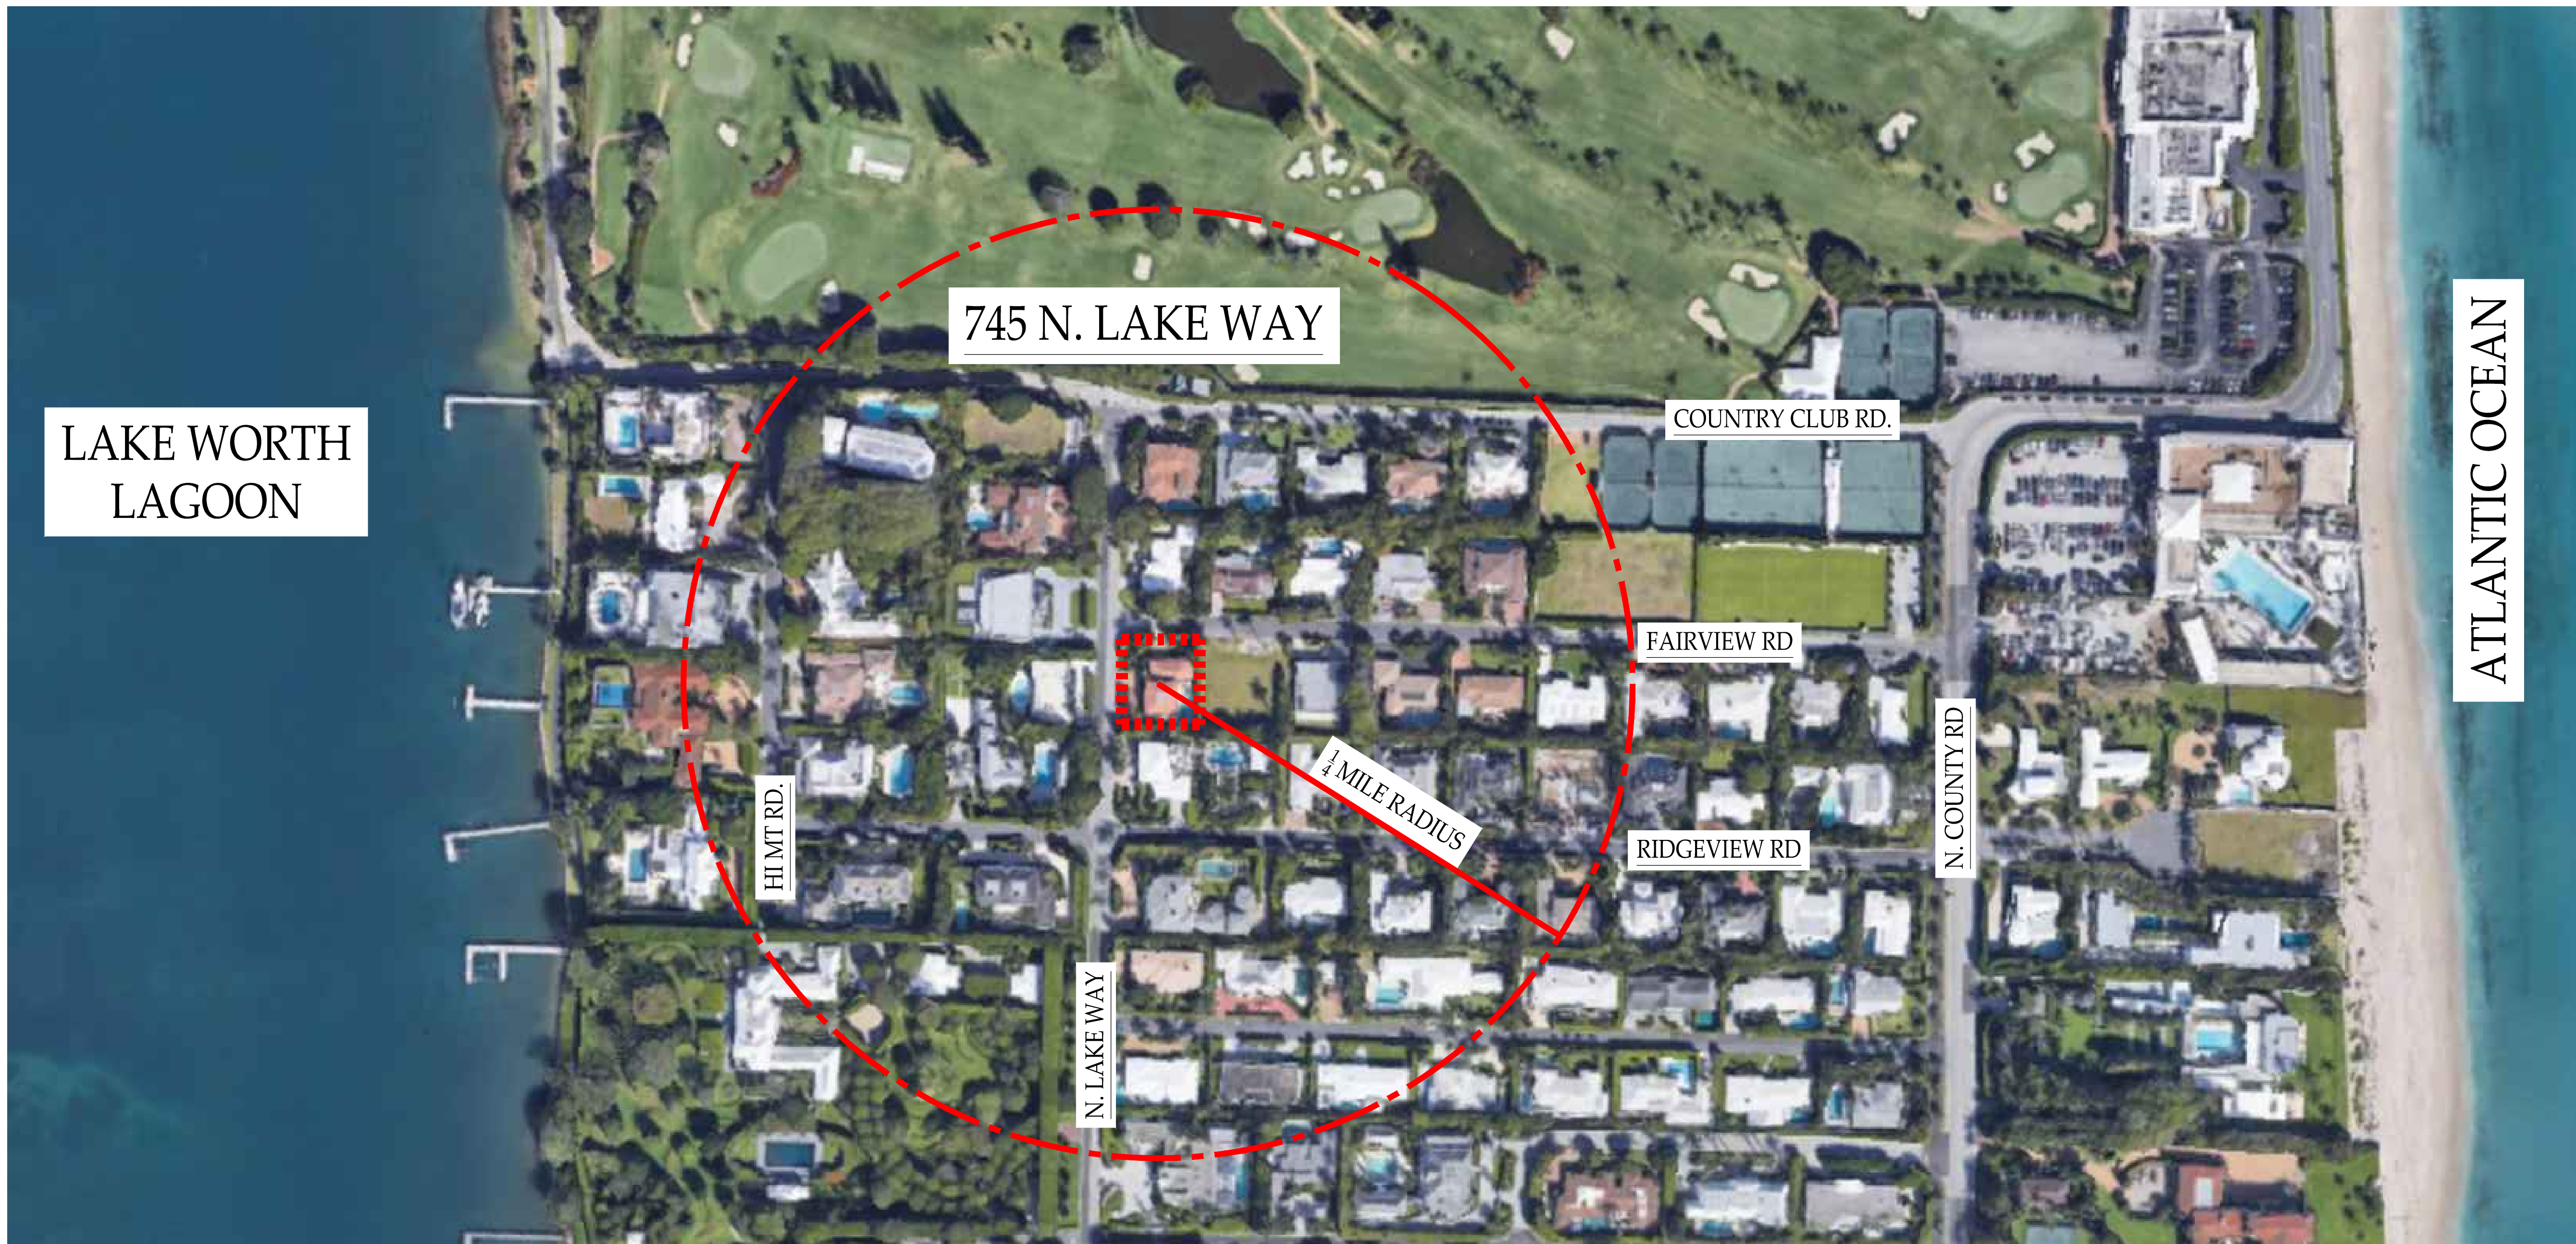 745 N. LAKE WAY
LAKE WORTH
LAGOON
COUNTRY CLUB RD.
ATLANTIC OCEAN
FAIRVIEW RD
N. COUNTY RD
1/4 MILE RADIUS
HI MT RD.
RIDGEVIEW RD
N. LAKE WAY